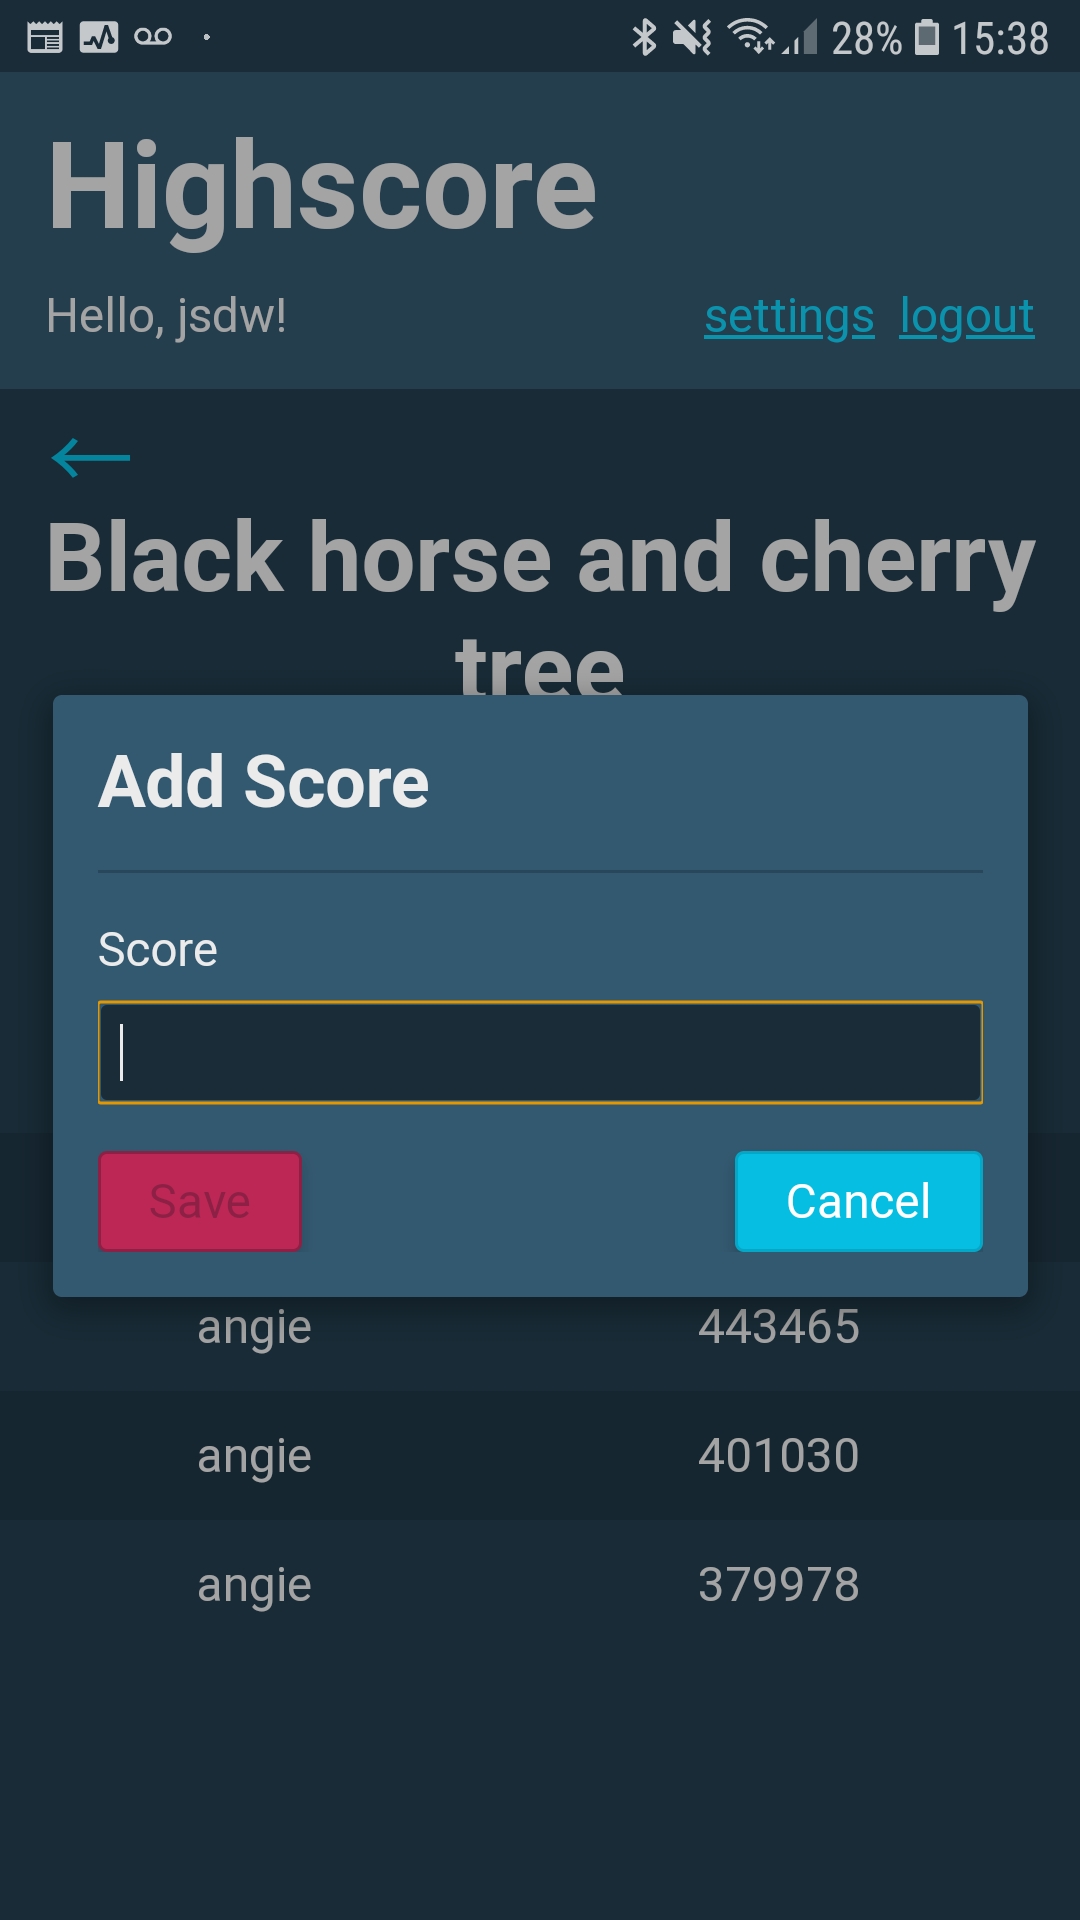 28% 15:38
Highscore
Hello, jsdw! settings logout
Black horse and cherry
tree
Add Score
Score
Save Cancel
angie 443465
angie 401030
angie 379978